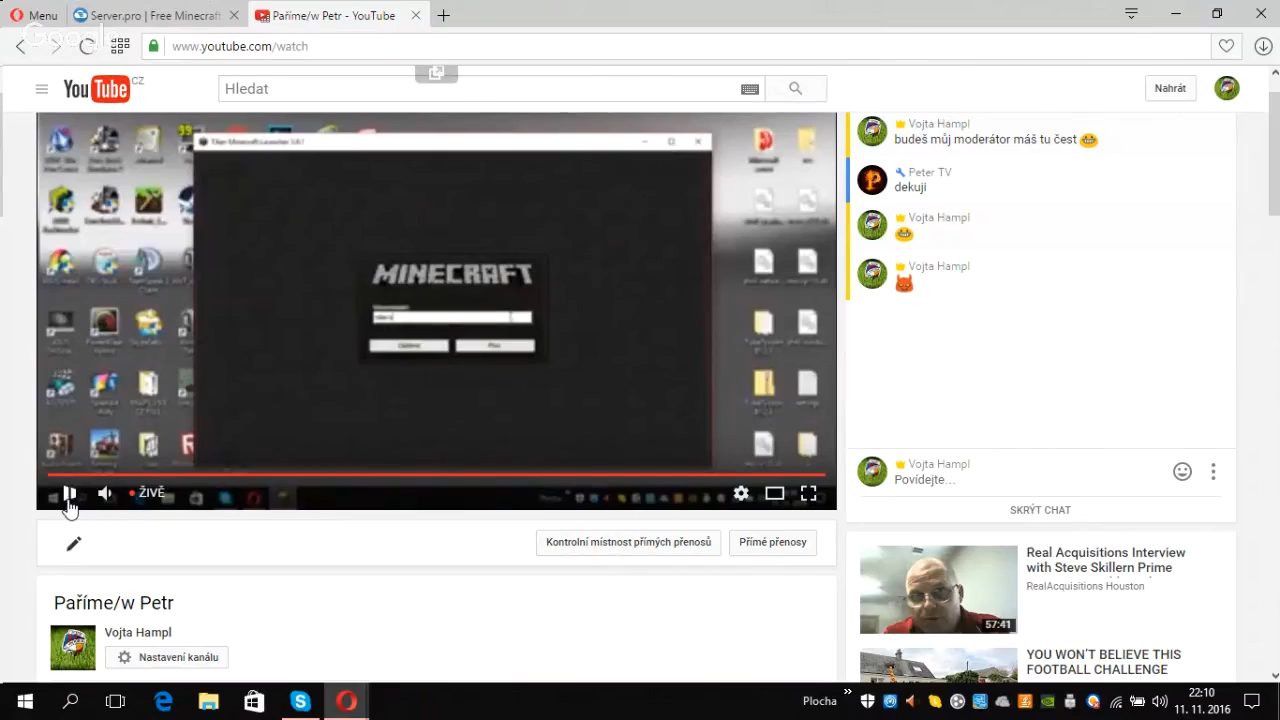 Menu
Server.pro | Free Minecraft
Paříme/w Petr - YouTube
Google
www.youtube.com/watch
YouTube CZ
Hledat
Nahrát
MINECRAFT
ŽIVĚ
Vojta Hampl
budeš můj moderátor máš tu čest
Peter TV
dekuji
Vojta Hampl
Vojta Hampl
Vojta Hampl
Povídejte…
SKRÝT CHAT
Kontrolní místnost přímých přenosů
Přímé přenosy
Paříme/w Petr
Vojta Hampl
Nastavení kanálu
Real Acquisitions Interview
with Steve Skillern Prime
RealAcquisitions Houston
57:41
YOU WON'T BELIEVE THIS
FOOTBALL CHALLENGE
Plocha
22:10
11. 11. 2016